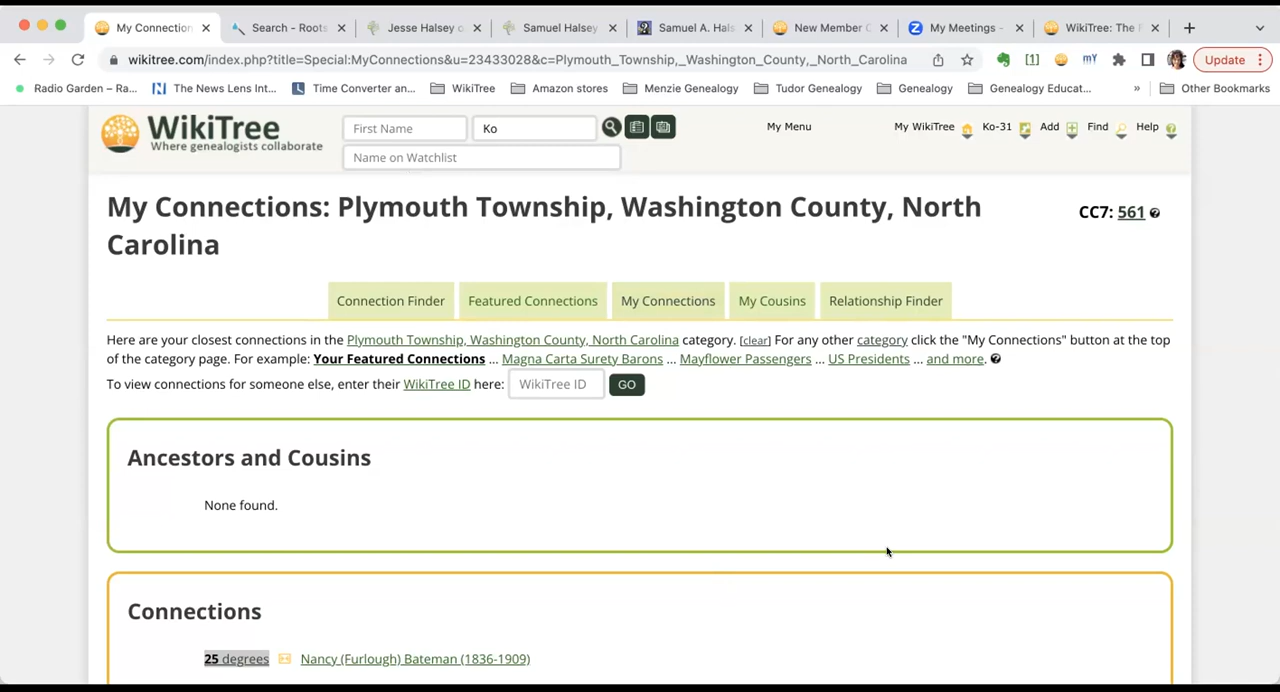 My Connection
Search - Roots
Jesse Halsey o
Samuel Halsey
Samuel A. Hals
New Member G
My Meetings -
WikiTree: The F
wikitree.com/index.php?title=Special:MyConnections&u=23433028&c=Plymouth_Township,_Washington_County,_North_Carolina
[1]
mY
Update
Radio Garden – Ra...
The News Lens Int...
Time Converter an...
WikiTree
Amazon stores
Menzie Genealogy
Tudor Genealogy
Genealogy
Genealogy Educat...
»
Other Bookmarks
WikiTree
Where genealogists collaborate
First Name
Ko
Name on Watchlist
My Menu
My WikiTree
Ko-31
Add
Find
Help
My Connections: Plymouth Township, Washington County, North
Carolina
CC7: 561
Connection Finder
Featured Connections
My Connections
My Cousins
Relationship Finder
Here are your closest connections in the Plymouth Township, Washington County, North Carolina category. [clear] For any other category click the "My Connections" button at the top
of the category page. For example: Your Featured Connections ... Magna Carta Surety Barons ... Mayflower Passengers ... US Presidents ... and more.
To view connections for someone else, enter their WikiTree ID here: WikiTree ID GO
Ancestors and Cousins
None found.
Connections
25 degrees Nancy (Furlough) Bateman (1836-1909)